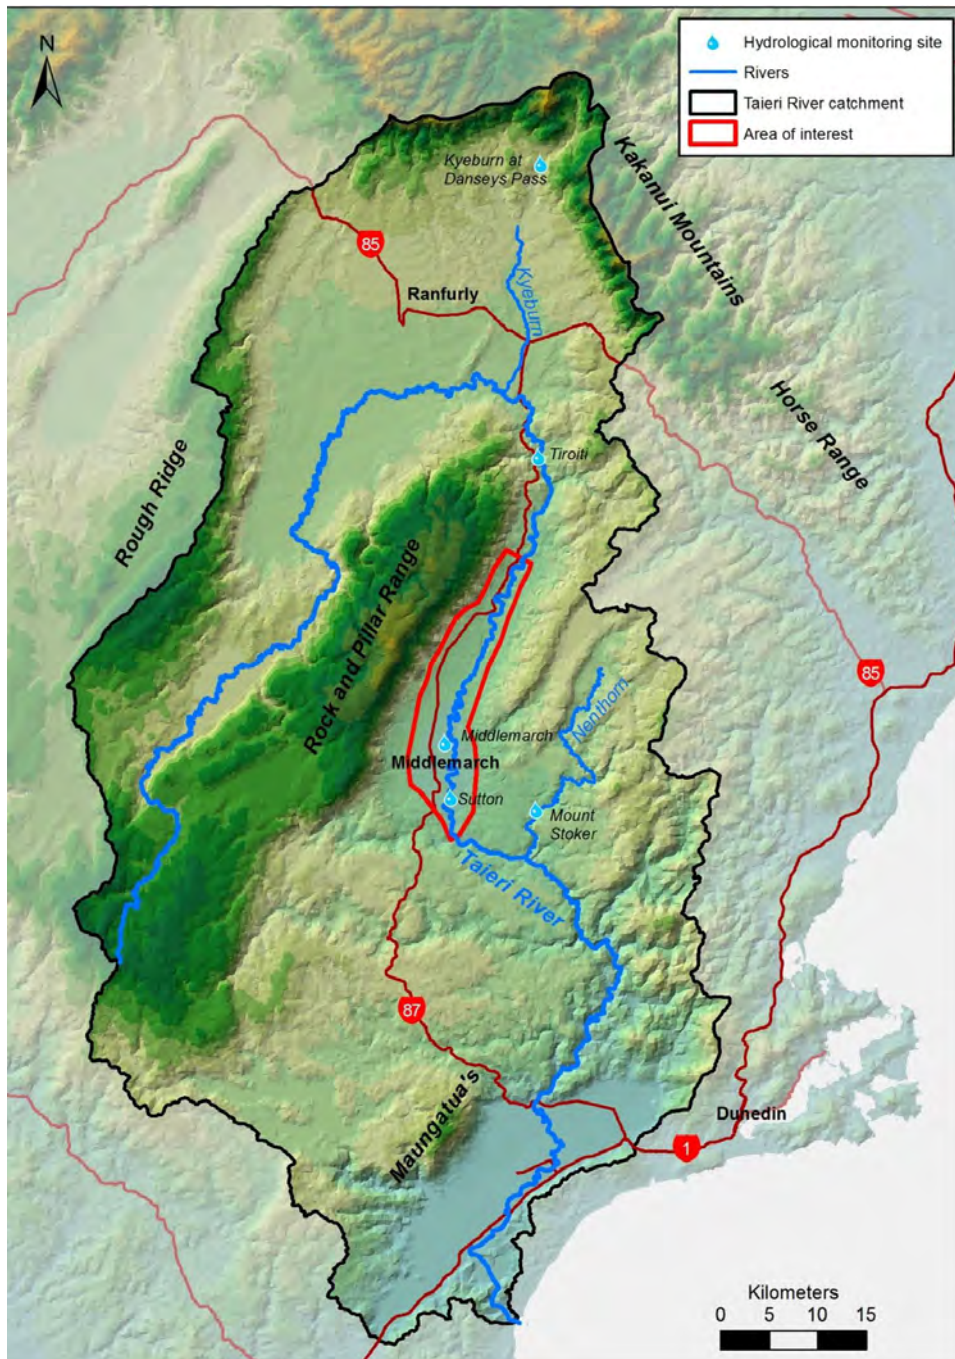 N
Hydrological monitoring site
Rivers
Taieri River catchment
Area of interest
Kyeburn at
Danseys Pass
Kakanui Mountains
85
Kyeburn
Ranfurly
Horse Range
Rough Ridge
Tiroiti
Rock and Pillar Range
85
Nenthorn
Middlemarch
Middlemarch
Sutton
Mount
Stoker
Taieri River
87
Maungatua's
Dunedin
1
Kilometers
0 5 10 15